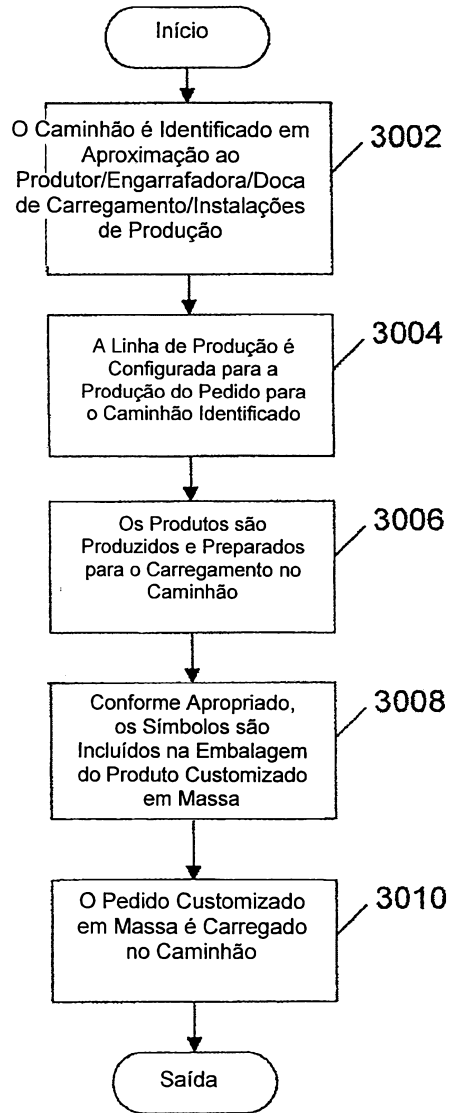 Início
O Caminhão é Identificado em
Aproximação ao
Produtor/Engarrafadora/Doca
de Carregamento/Instalações
de Produção
3002
A Linha de Produção é
Configurada para a
Produção do Pedido para
o Caminhão Identificado
3004
Os Produtos são
Produzidos e Preparados
para o Carregamento no
Caminhão
3006
Conforme Apropriado,
os Símbolos são
Incluídos na Embalagem
do Produto Customizado
em Massa
3008
O Pedido Customizado
em Massa é Carregado
no Caminhão
3010
Saída